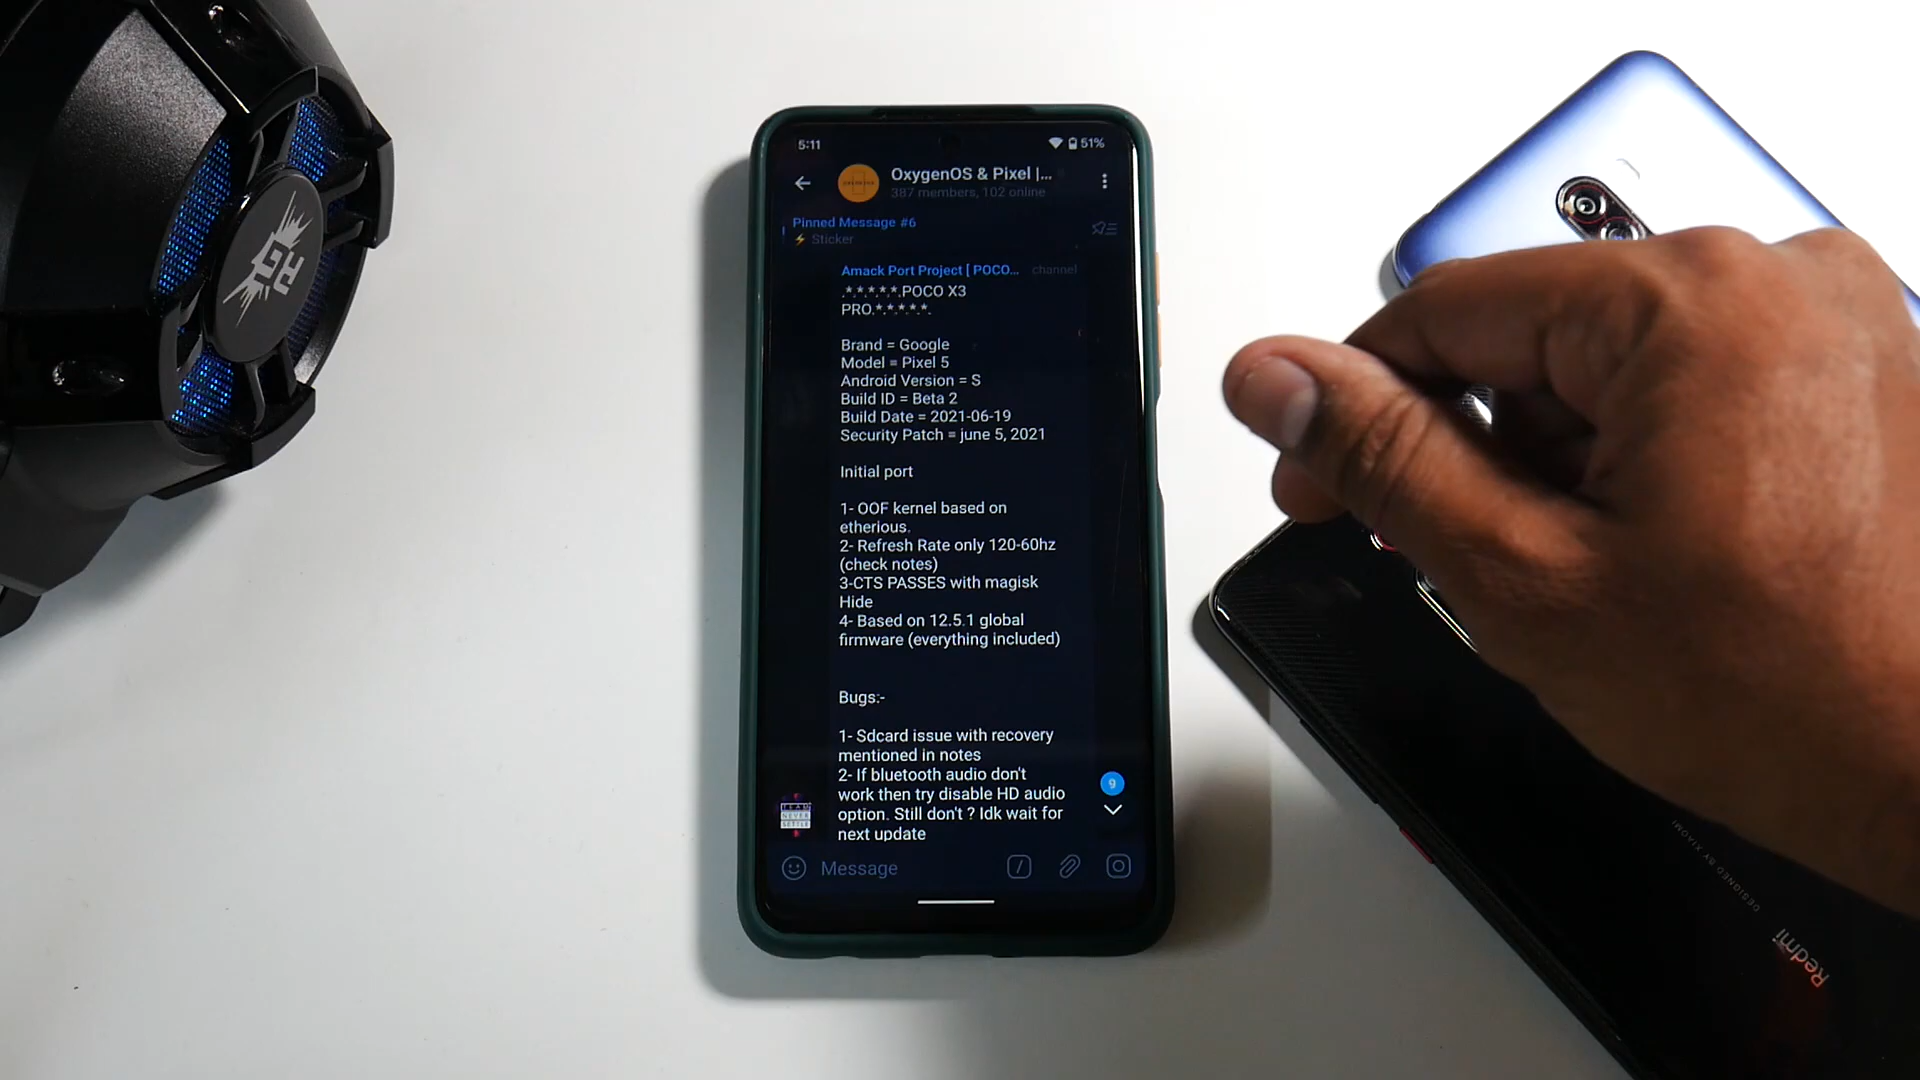 5:11
51%
OxygenOS & Pixel |...
387 members, 102 online
Pinned Message #6
⚡ Sticker
Amack Port Project [ POCO...
channel
.*.*.*.*.*.POCO X3
PRO.*.*.*.*.*.
Brand = Google
Model = Pixel 5
Android Version = S
Build ID = Beta 2
Build Date = 2021-06-19
Security Patch = june 5, 2021
Initial port
1- OOF kernel based on
etherious.
2- Refresh Rate only 120-60hz
(check notes)
3-CTS PASSES with magisk
Hide
4- Based on 12.5.1 global
firmware (everything included)
Bugs:-
1- Sdcard issue with recovery
mentioned in notes
2- If bluetooth audio don't
work then try disable HD audio
option. Still don't ? Idk wait for
next update
9
TEAM
NEVER
SETTLE
Message
DESIGNED BY XIAOMI
Redmi